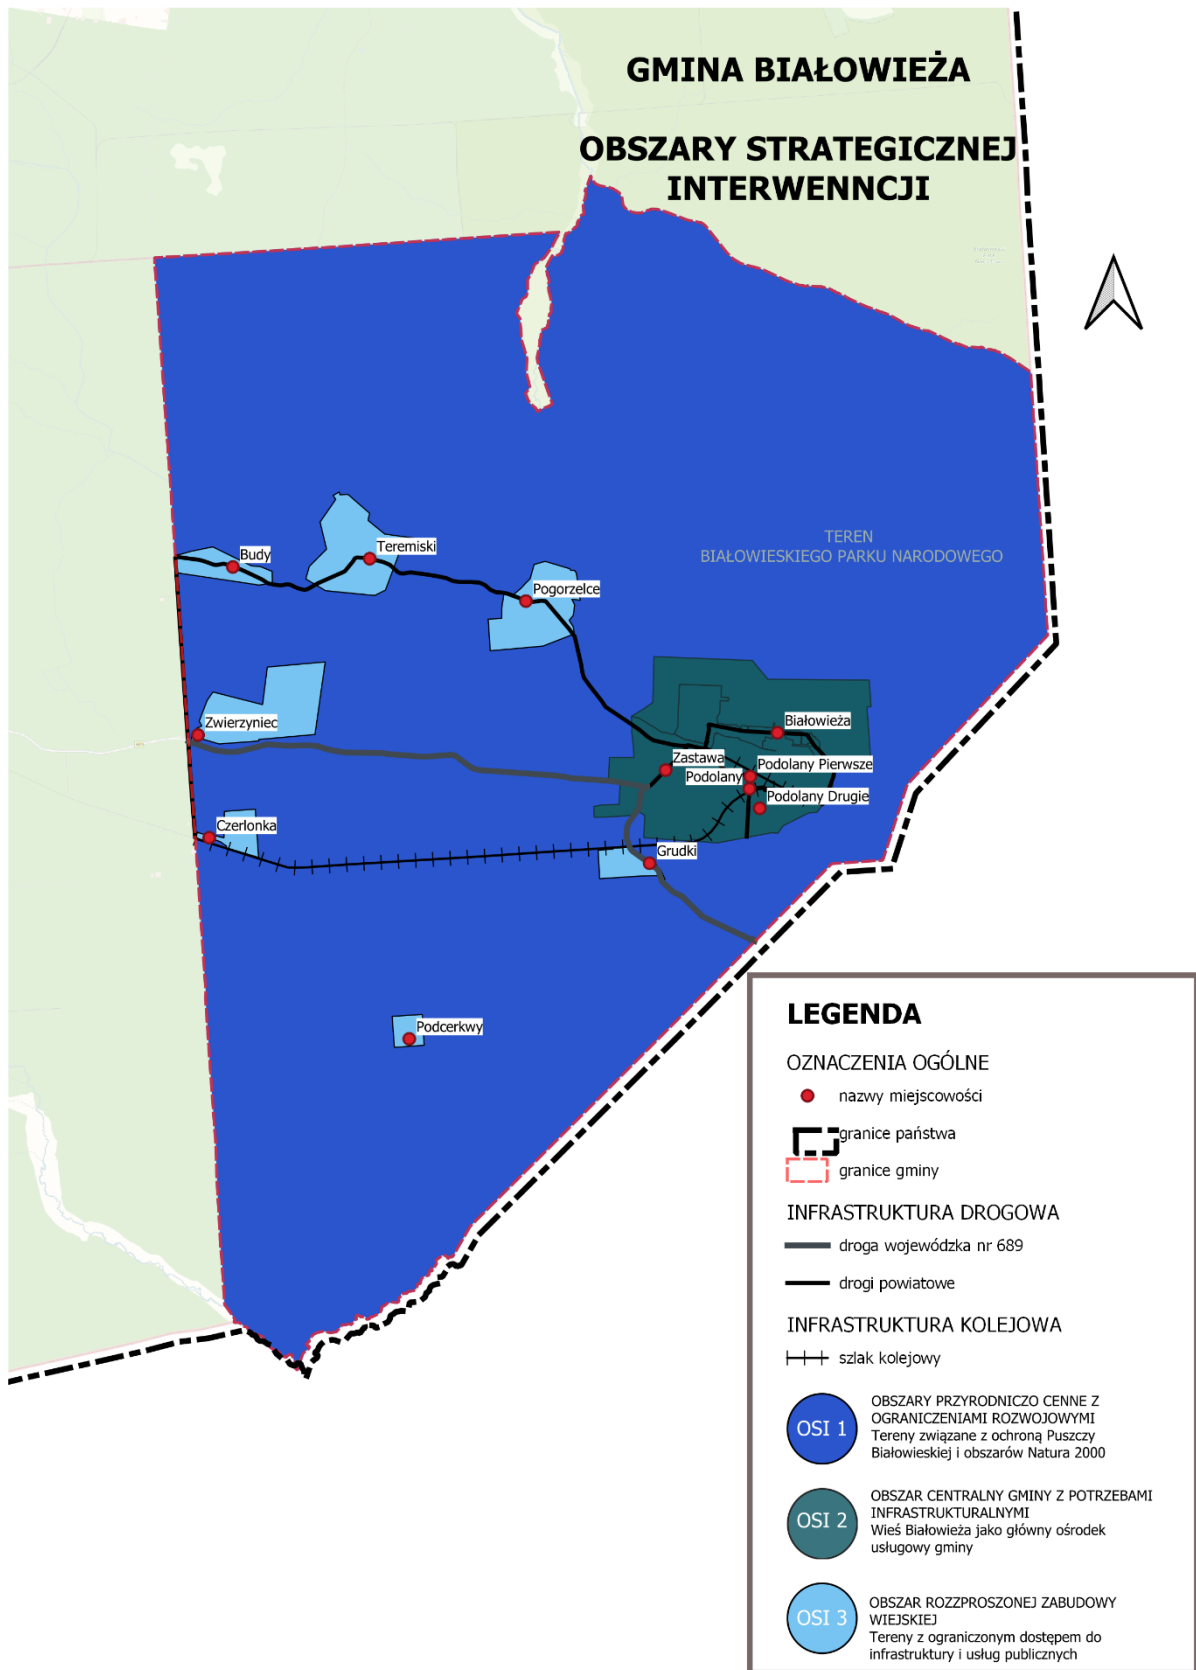 GMINA BIAŁOWIEŻA
OBSZARY STRATEGICZNEJ
INTERWENNCJI
TEREN
BIAŁOWIESKIEGO PARKU NARODOWEGO
Budy
Teremiski
Pogorzelce
Zwierzyniec
Białowieża
Zastawa
Podolany Pierwsze
Podolany
Podolany Drugie
Czerlonka
Grudki
Podcerkwy
LEGENDA
OZNACZENIA OGÓLNE
nazwy miejscowości
granice państwa
granice gminy
INFRASTRUKTURA DROGOWA
droga wojewódzka nr 689
drogi powiatowe
INFRASTRUKTURA KOLEJOWA
szlak kolejowy
OSI 1
OBSZARY PRZYRODNICZO CENNE Z
OGRANICZENIAMI ROZWOJOWYMI
Tereny związane z ochroną Puszczy
Białowieskiej i obszarów Natura 2000
OSI 2
OBSZAR CENTRALNY GMINY Z POTRZEBAMI
INFRASTRUKTURALNYMI
Wieś Białowieża jako główny ośrodek
usługowy gminy
OSI 3
OBSZAR ROZZPROSZONEJ ZABUDOWY
WIEJSKIEJ
Tereny z ograniczonym dostępem do
infrastruktury i usług publicznych